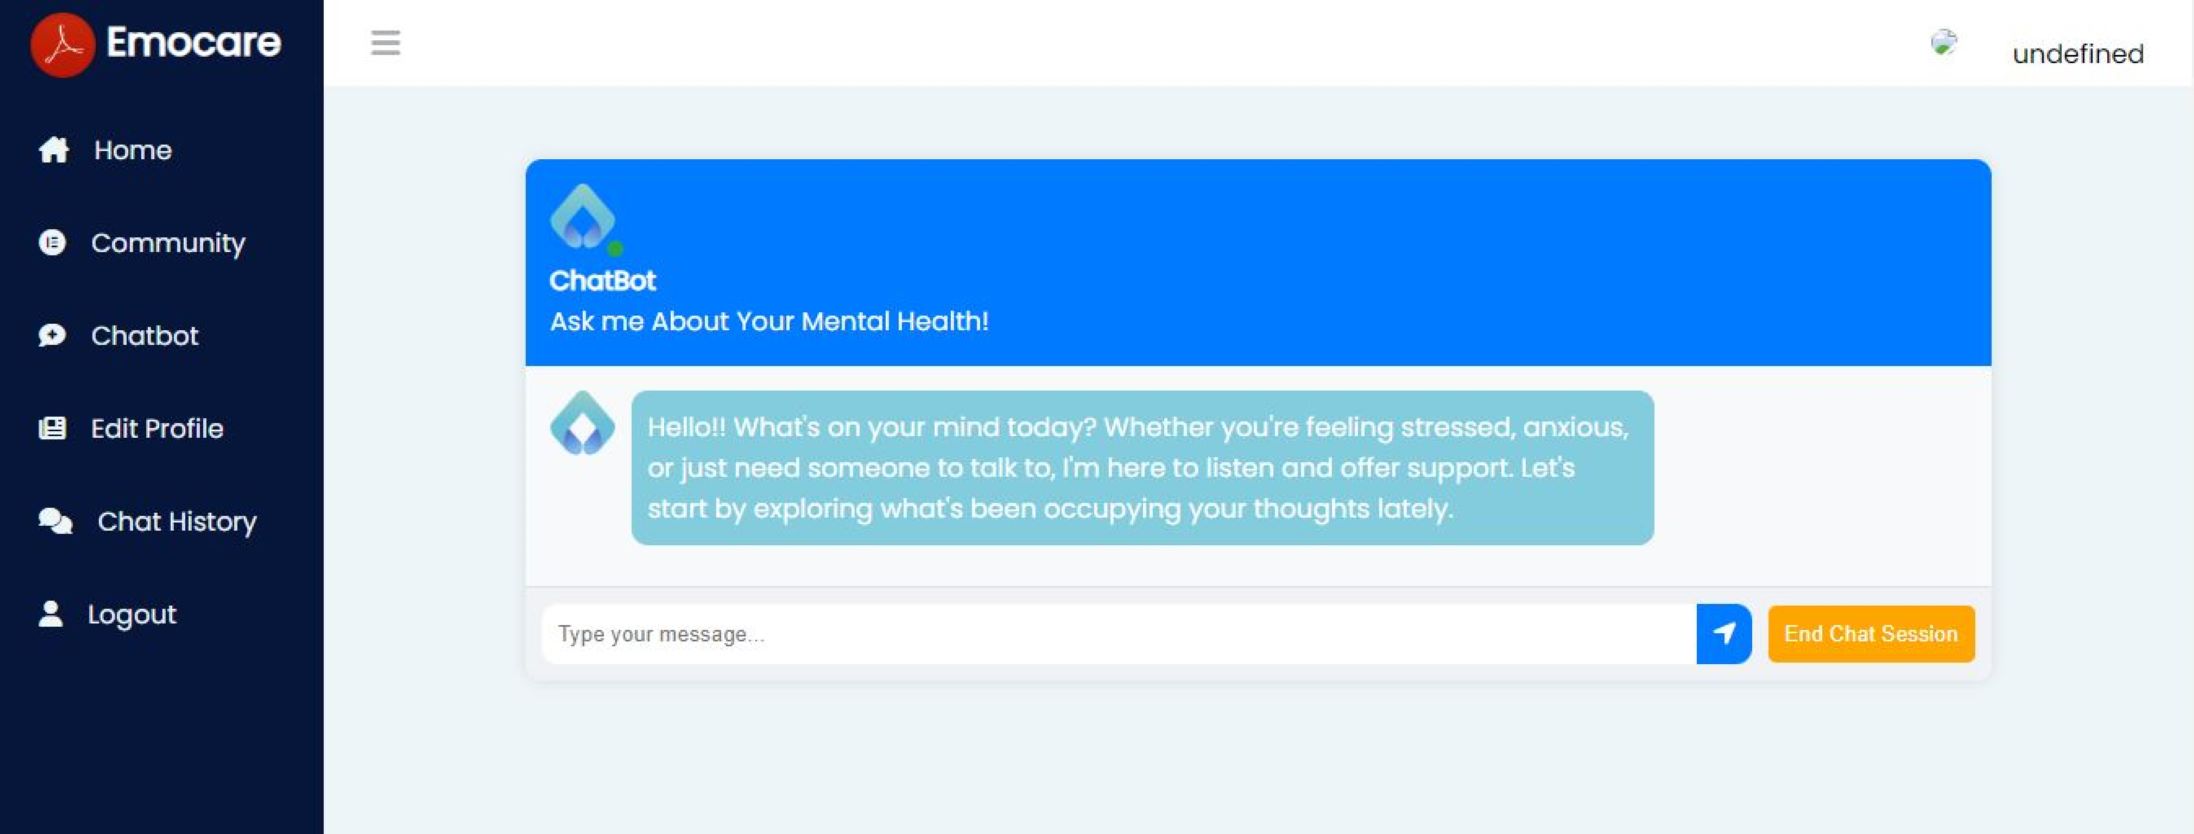 Emocare
undefined
Home
Community
Chatbot
Edit Profile
Chat History
Logout
ChatBot
Ask me About Your Mental Health!
Hello!! What's on your mind today? Whether you're feeling stressed, anxious,
or just need someone to talk to, I'm here to listen and offer support. Let's
start by exploring what's been occupying your thoughts lately.
Type your message...
End Chat Session